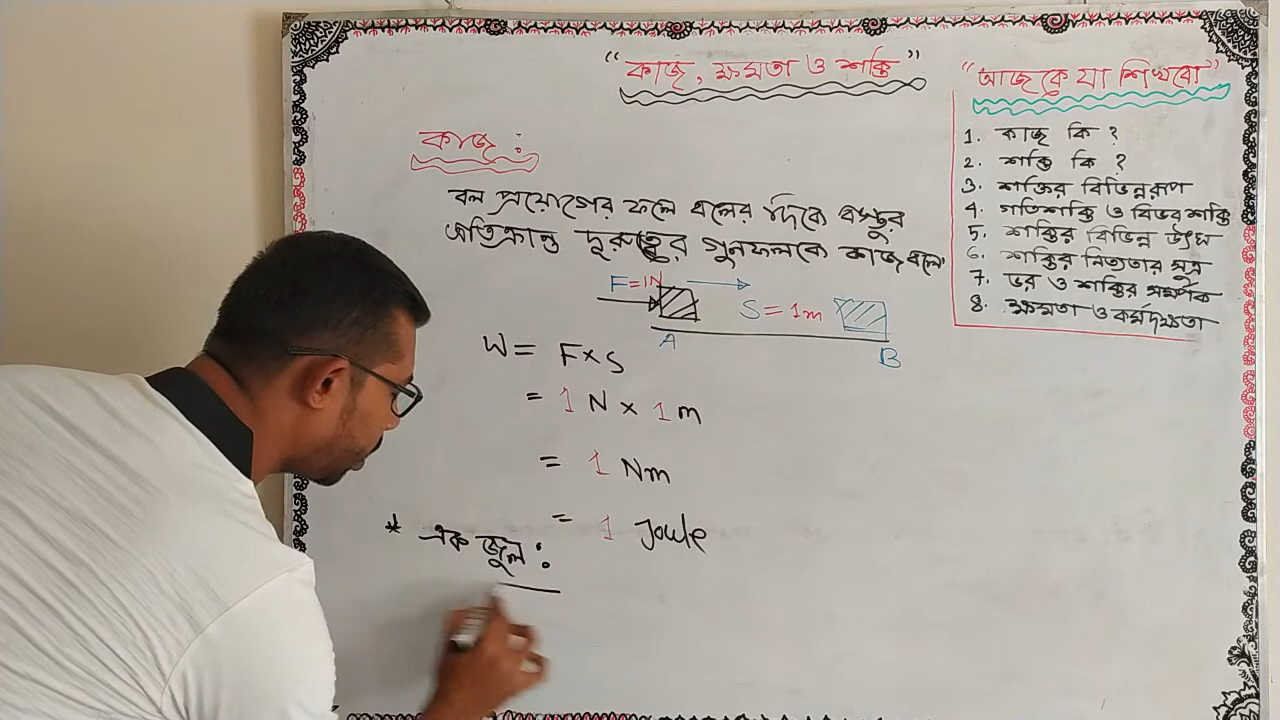 "কাজ, ক্ষমতা ও শক্তি"
কাজ :
বল প্রয়োগের ফলে বলের দিকে বস্তুর
অতিক্রান্ত দূরুত্বের গুনফলকে কাজ বলে।
F=1N
S=1m
A
B
W= F×S
= 1 N × 1 m
= 1 Nm
= 1 Joule
* এক জুল :
"আজকে যা শিখবো"
1. কাজ কি ?
2. শক্তি কি ?
3. শক্তির বিভিন্নরূপ
4. গতিশক্তি ও বিভব শক্তি
5. শক্তির বিভিন্ন উৎস
6. শক্তির নিত্যতার সূত্র
7. ভর ও শক্তির সম্পর্ক
8. ক্ষমতা ও কর্মদক্ষতা